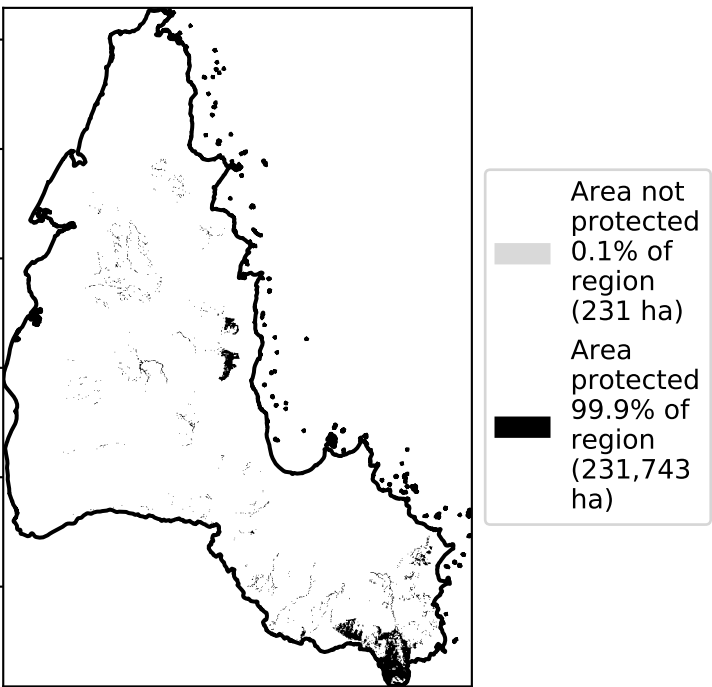 Area not
protected
0.1% of
region
(231 ha)
Area
protected
99.9% of
region
(231,743
ha)